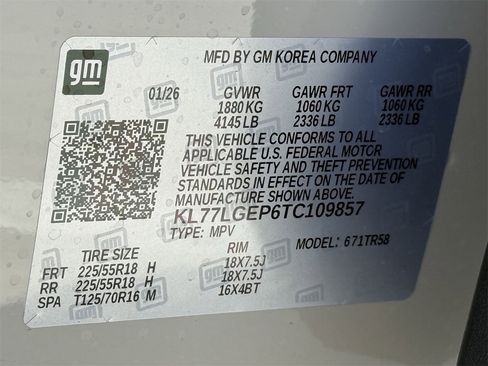 gm
MFD BY GM KOREA COMPANY
01/26 GVWR GAWR FRT GAWR RR
1880 KG 1060 KG 1060 KG
4145 LB 2336 LB 2336 LB
THIS VEHICLE CONFORMS TO ALL
APPLICABLE U.S. FEDERAL MOTOR
VEHICLE SAFETY AND THEFT PREVENTION
STANDARDS IN EFFECT ON THE DATE OF
MANUFACTURE SHOWN ABOVE.
KL77LGEP6TC109857
TYPE: MPV MODEL: 671TR58
TIRE SIZE RIM
FRT 225/55R18 H 18X7.5J
RR 225/55R18 H 18X7.5J
SPA T125/70R16 M 16X4BT